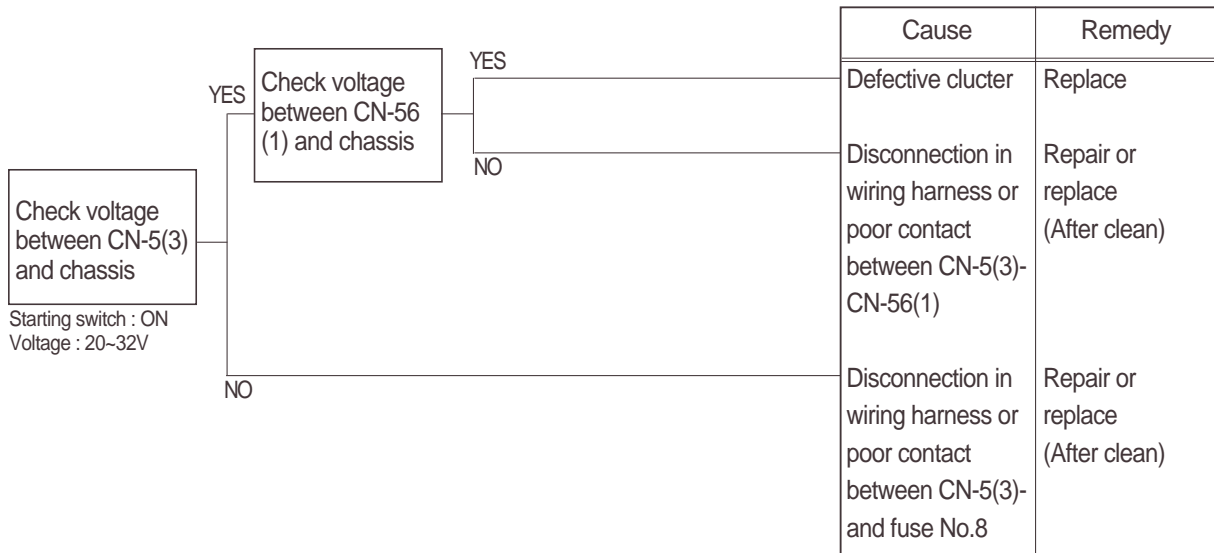 Cause
Remedy
YES
Check voltage
between CN-56
(1) and chassis
YES
NO
Defective clucter
Replace
Disconnection in
wiring harness or
poor contact
between CN-5(3)-
CN-56(1)
Repair or
replace
(After clean)
Check voltage
between CN-5(3)
and chassis
Starting switch : ON
Voltage : 20~32V
NO
Disconnection in
wiring harness or
poor contact
between CN-5(3)-
and fuse No.8
Repair or
replace
(After clean)